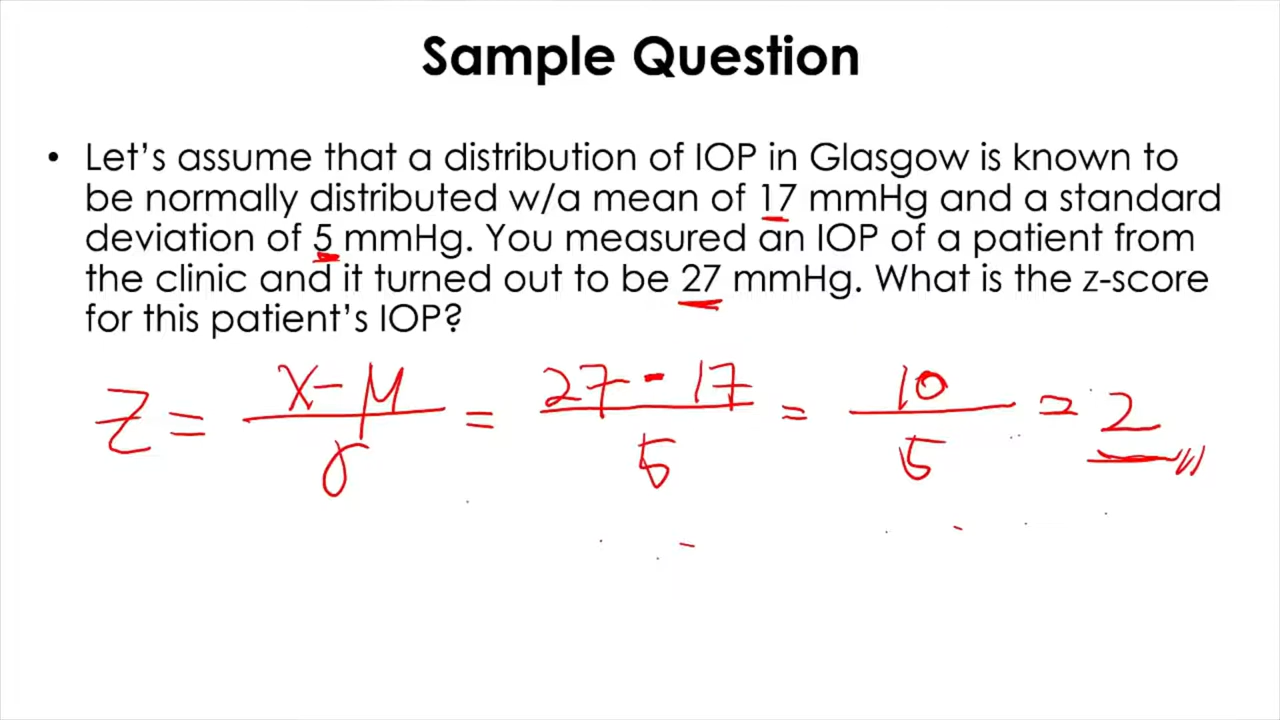 Sample Question
• Let's assume that a distribution of IOP in Glasgow is known to
be normally distributed w/a mean of 17 mmHg and a standard
deviation of 5 mmHg. You measured an IOP of a patient from
the clinic and it turned out to be 27 mmHg. What is the z-score
for this patient's IOP?
Z = (x - μ)/σ = (27 - 17)/5 = 10/5 = 2